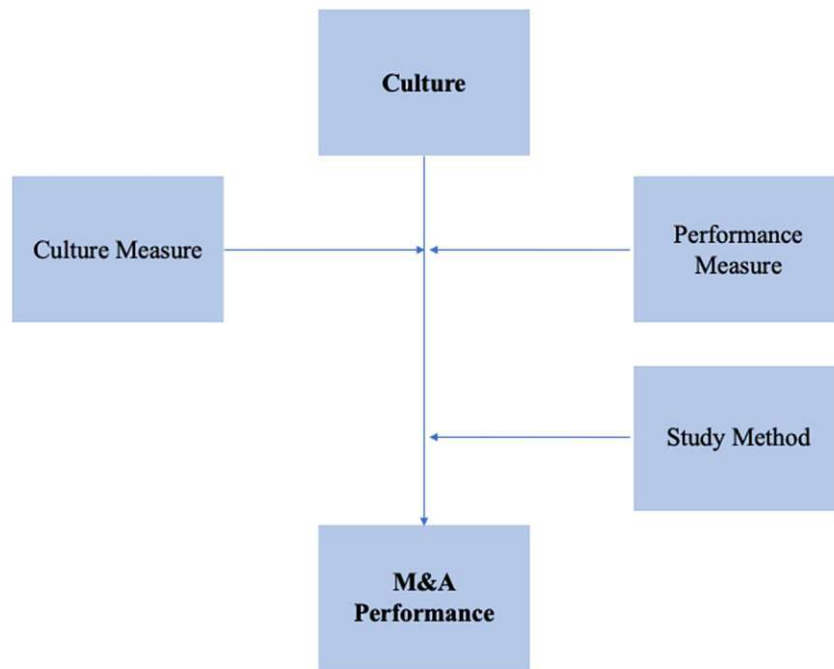 Culture
Culture Measure
Performance
Measure
Study Method
M&A
Performance